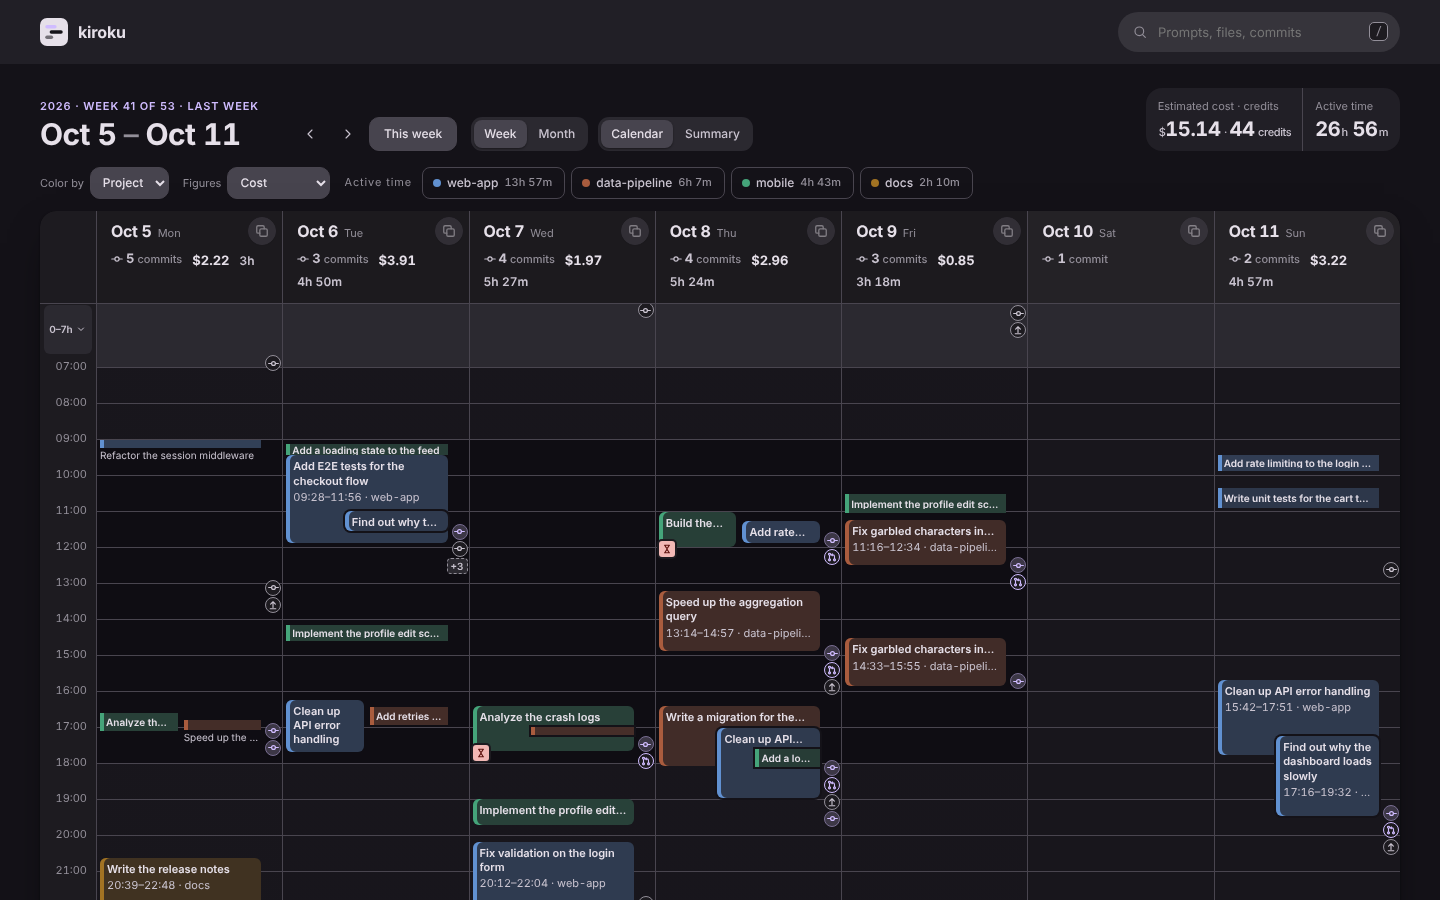 kiroku
Prompts, files, commits
/
2026 · WEEK 41 OF 53 · LAST WEEK
Oct 5 – Oct 11
This week
Week
Month
Calendar
Summary
Estimated cost · credits
$15.14 · 44 credits
Active time
26h 56m
Color by
Project
Figures
Cost
Active time
web-app 13h 57m
data-pipeline 6h 7m
mobile 4h 43m
docs 2h 10m
Oct 5 Mon
5 commits $2.22 3h
Oct 6 Tue
3 commits $3.91
4h 50m
Oct 7 Wed
4 commits $1.97
5h 27m
Oct 8 Thu
4 commits $2.96
5h 24m
Oct 9 Fri
3 commits $0.85
3h 18m
Oct 10 Sat
1 commit
Oct 11 Sun
2 commits $3.22
4h 57m
0–7h
07:00
08:00
09:00
10:00
11:00
12:00
13:00
14:00
15:00
16:00
17:00
18:00
19:00
20:00
21:00
Refactor the session middleware
Analyze th...
Speed up the ...
Write the release notes
20:39–22:48 · docs
Add a loading state to the feed
Add E2E tests for the
checkout flow
09:28–11:56 · web-app
Find out why t...
+3
Implement the profile edit sc...
Clean up
API error
handling
Add retries ...
Analyze the crash logs
Implement the profile edit...
Fix validation on the login
form
20:12–22:04 · web-app
Build the...
Add rate...
Speed up the aggregation
query
13:14–14:57 · data-pipeli...
Write a migration for the...
Clean up API...
Add a lo...
Implement the profile edit sc...
Fix garbled characters in...
11:16–12:34 · data-pipeli...
Fix garbled characters in...
14:33–15:55 · data-pipeli...
Add rate limiting to the login ...
Write unit tests for the cart t...
Clean up API error handling
15:42–17:51 · web-app
Find out why the
dashboard loads
slowly
17:16–19:32 · ...